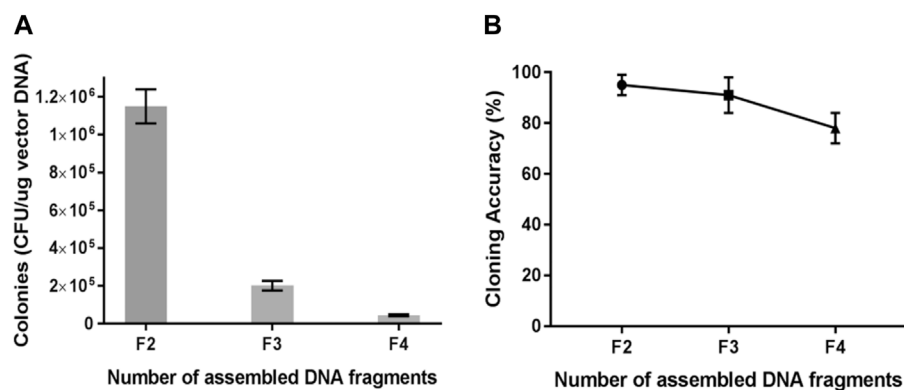 A
Colonies (CFU/ug vector DNA)
1.2×10⁶
1×10⁶
8×10⁵
6×10⁵
4×10⁵
2×10⁵
0
F2 F3 F4
Number of assembled DNA fragments
B
Cloning Accuracy (%)
100
80
60
40
20
0
F2 F3 F4
Number of assembled DNA fragments